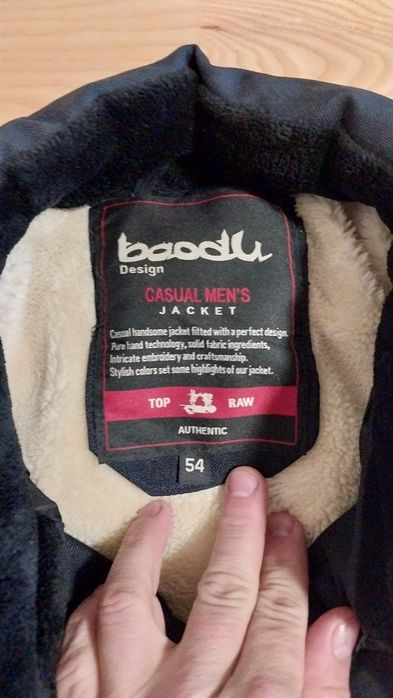 baodli
Design
CASUAL MEN'S
JACKET
Casual handsome jacket fitted with a perfect design.
Pure hand technology, solid fabric ingredients,
Intricate embroidery and craftsmanship.
Stylish colors set some highlights of our jacket.
TOP RAW
AUTHENTIC
54